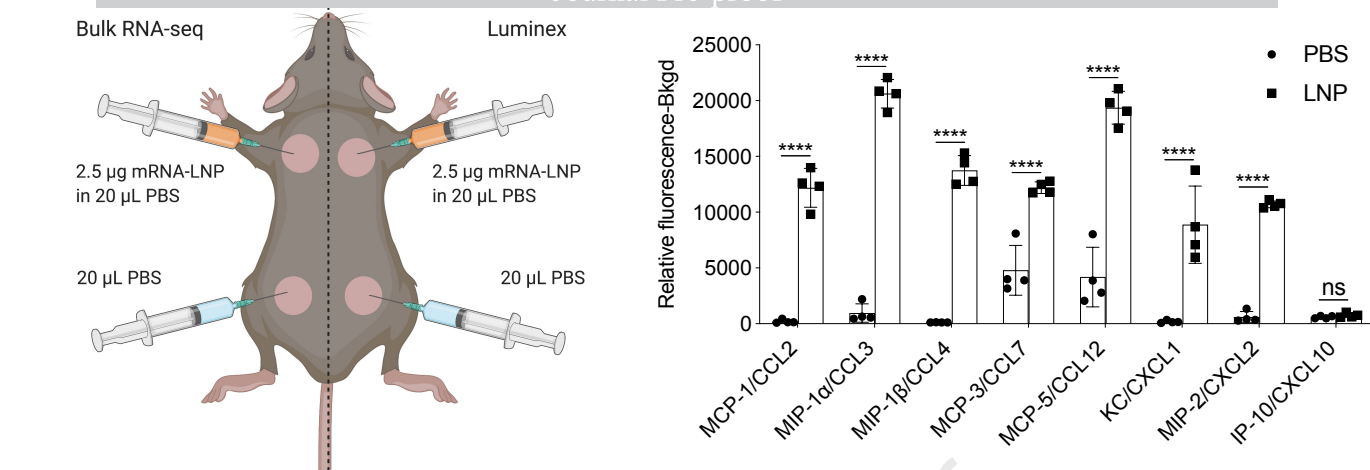 Journal Pre-proof
Bulk RNA-seq
Luminex
2.5 µg mRNA-LNP
in 20 µL PBS
2.5 µg mRNA-LNP
in 20 µL PBS
20 µL PBS
20 µL PBS
Relative fluorescence-Bkgd
25000
20000
15000
10000
5000
0
****
****
****
****
****
****
****
ns
PBS
LNP
MCP-1/CCL2
MIP-1α/CCL3
MIP-1β/CCL4
MCP-3/CCL7
MCP-5/CCL12
KC/CXCL1
MIP-2/CXCL2
IP-10/CXCL10